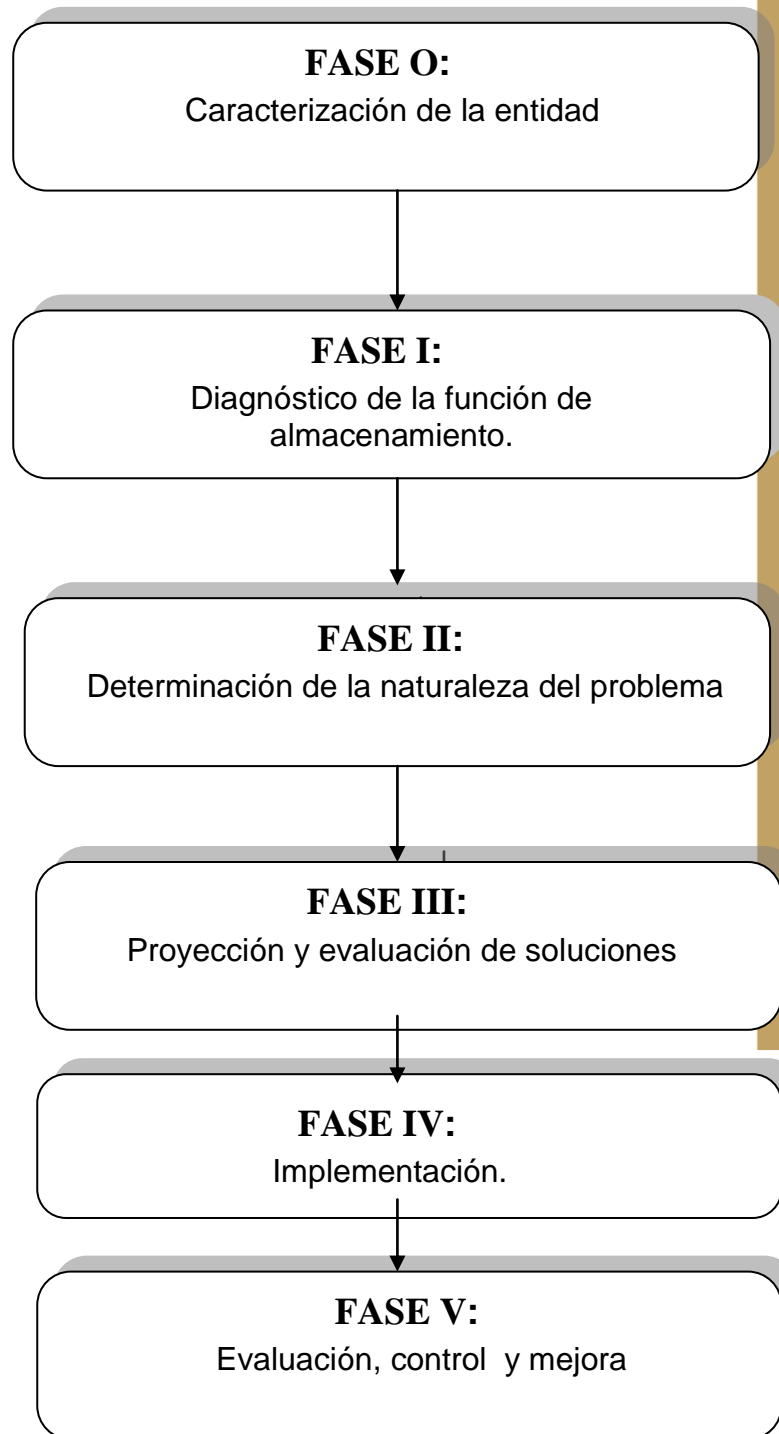 FASE O:
Caracterización de la entidad
FASE I:
Diagnóstico de la función de
almacenamiento.
FASE II:
Determinación de la naturaleza del problema
FASE III:
Proyección y evaluación de soluciones
FASE IV:
Implementación.
FASE V:
Evaluación, control  y mejora